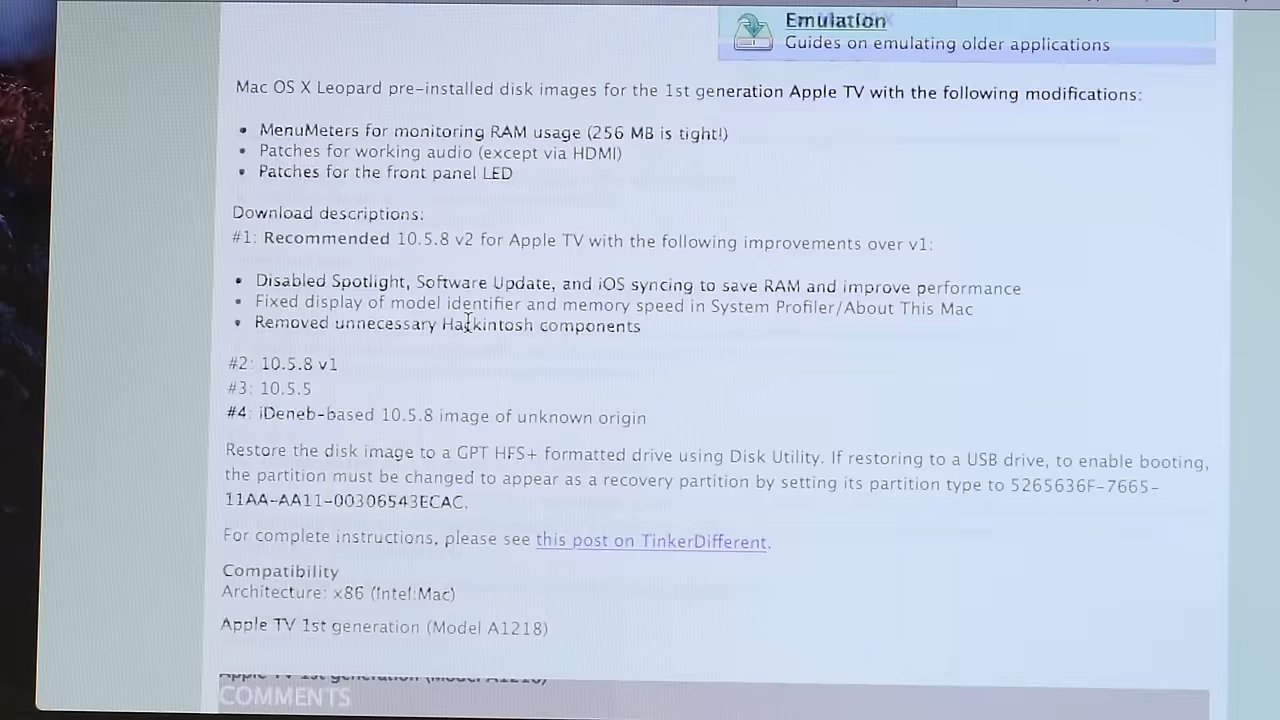 Emulation
Guides on emulating older applications
Mac OS X Leopard pre-installed disk images for the 1st generation Apple TV with the following modifications:
• MenuMeters for monitoring RAM usage (256 MB is tight!)
• Patches for working audio (except via HDMI)
• Patches for the front panel LED
Download descriptions:
#1: Recommended 10.5.8 v2 for Apple TV with the following improvements over v1:
• Disabled Spotlight, Software Update, and iOS syncing to save RAM and improve performance
• Fixed display of model identifier and memory speed in System Profiler/About This Mac
• Removed unnecessary Hackintosh components
#2: 10.5.8 v1
#3: 10.5.5
#4: iDeneb-based 10.5.8 image of unknown origin
Restore the disk image to a GPT HFS+ formatted drive using Disk Utility. If restoring to a USB drive, to enable booting,
the partition must be changed to appear as a recovery partition by setting its partition type to 5265636F-7665-
11AA-AA11-00306543ECAC.
For complete instructions, please see this post on TinkerDifferent.
Compatibility
Architecture: x86 (Intel:Mac)
Apple TV 1st generation (Model A1218)
Apple TV 1st generation (Model A1218)
COMMENTS